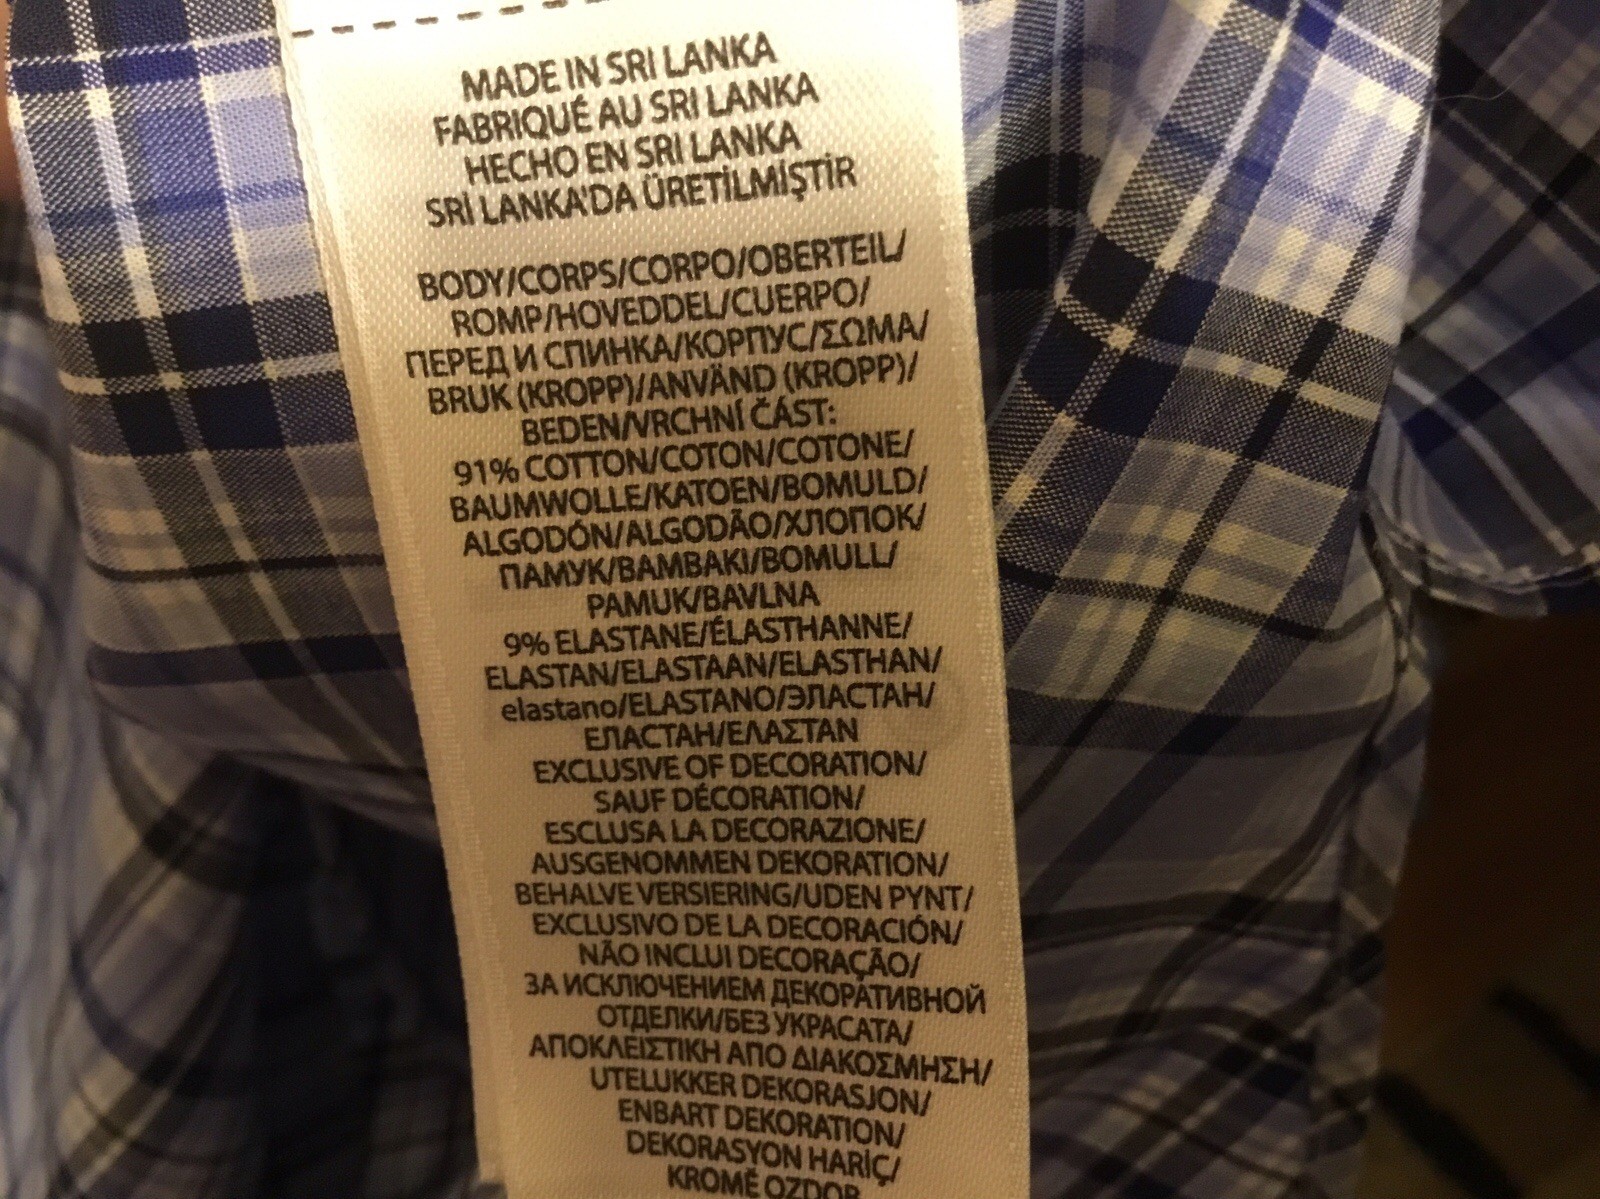 MADE IN SRI LANKA
FABRIQUÉ AU SRI LANKA
HECHO EN SRI LANKA
SRİ LANKA'DA ÜRETİLMİŞTİR
BODY/CORPS/CORPO/OBERTEIL/
ROMP/HOVEDDEL/CUERPO/
ПЕРЕД И СПИНКА/КОРПУС/ΣΩΜΑ/
BRUK (KROPP)/ANVÄND (KROPP)/
BEDEN/VRCHNÍ ČÁST:
91% COTTON/COTON/COTONE/
BAUMWOLLE/KATOEN/BOMULD/
ALGODÓN/ALGODÃO/ХЛОПОК/
ПАМУК/ΒΑΜΒΑΚΙ/BOMULL/
PAMUK/BAVLNA
9% ELASTANE/ÉLASTHANNE/
ELASTAN/ELASTAAN/ELASTHAN/
elastano/ELASTANO/ЭЛАСТАН/
ЕЛАСТАН/ΕΛΑΣΤΑΝ
EXCLUSIVE OF DECORATION/
SAUF DÉCORATION/
ESCLUSA LA DECORAZIONE/
AUSGENOMMEN DEKORATION/
BEHALVE VERSIERING/UDEN PYNT/
EXCLUSIVO DE LA DECORACIÓN/
NÃO INCLUI DECORAÇÃO/
ЗА ИСКЛЮЧЕНИЕМ ДЕКОРАТИВНОЙ
ОТДЕЛКИ/БЕЗ УКРАСАТА/
ΑΠΟΚΛΕΙΣΤΙΚΗ ΑΠΟ ΔΙΑΚΟΣΜΗΣΗ/
UTELUKKER DEKORASJON/
ENBART DEKORATION/
DEKORASYON HARİÇ/
KROMĚ OZDOB